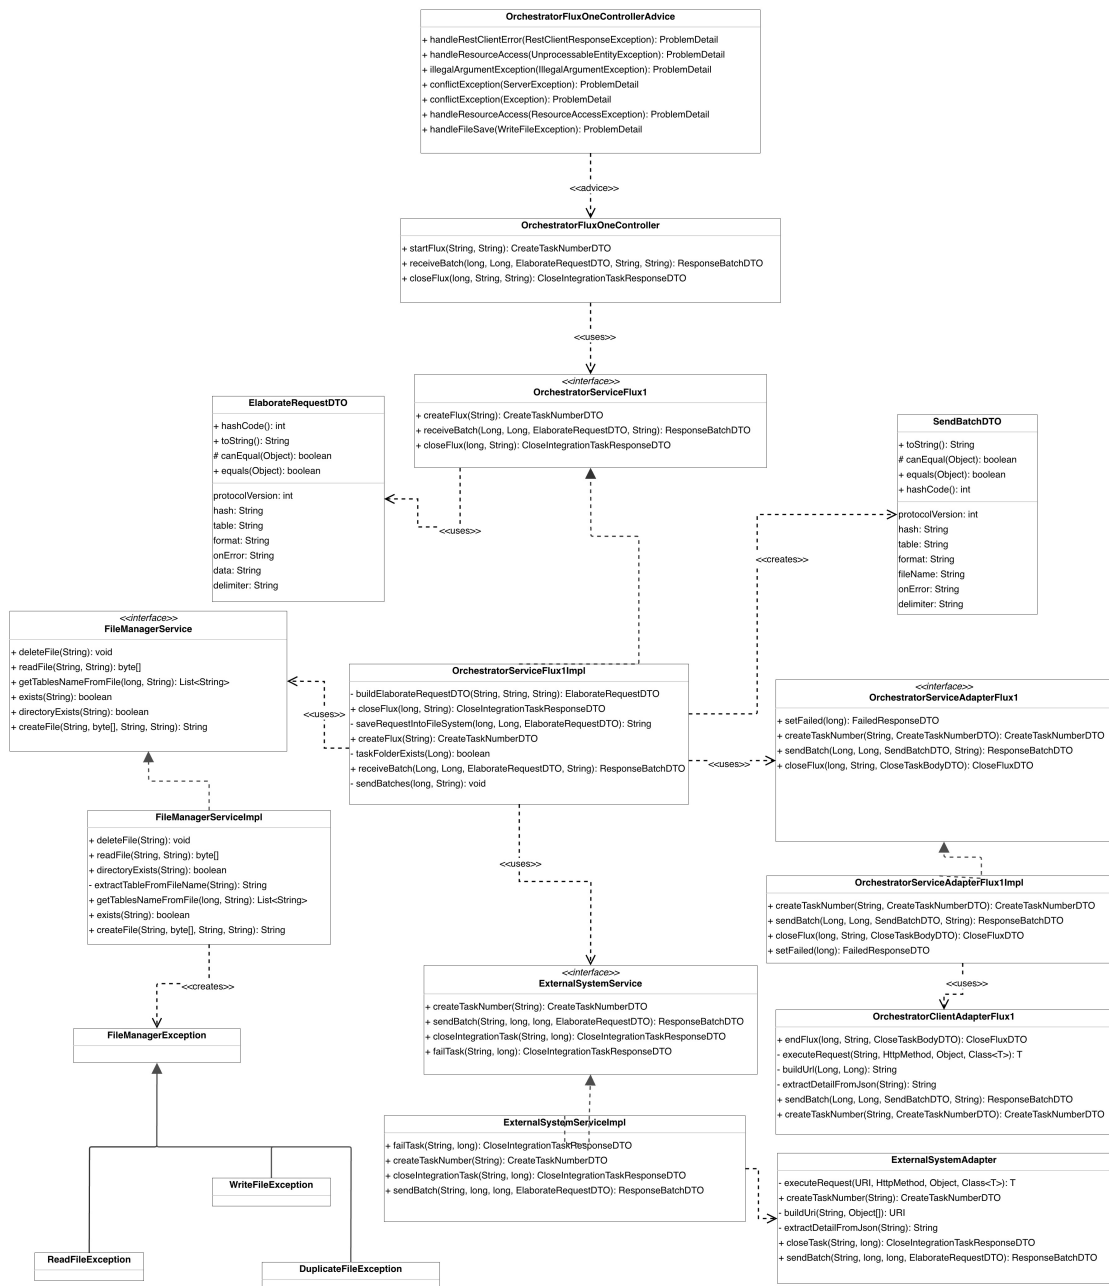 OrchestratorFluxOneControllerAdvice
+ handleRestClientError(RestClientResponseException): ProblemDetail
+ handleResourceAccess(UnprocessableEntityException): ProblemDetail
+ illegalArgumentException(IllegalArgumentException): ProblemDetail
+ conflictException(ServerException): ProblemDetail
+ conflictException(Exception): ProblemDetail
+ handleResourceAccess(ResourceAccessException): ProblemDetail
+ handleFileSave(WriteFileException): ProblemDetail
<<advice>>
OrchestratorFluxOneController
+ startFlux(String, String): CreateTaskNumberDTO
+ receiveBatch(long, Long, ElaborateRequestDTO, String, String): ResponseBatchDTO
+ closeFlux(long, String, String): CloseIntegrationTaskResponseDTO
<<uses>>
<<interface>>
OrchestratorServiceFlux1
+ createFlux(String): CreateTaskNumberDTO
+ receiveBatch(Long, Long, ElaborateRequestDTO, String): ResponseBatchDTO
+ closeFlux(long, String): CloseIntegrationTaskResponseDTO
ElaborateRequestDTO
+ hashCode(): int
+ toString(): String
# canEqual(Object): boolean
+ equals(Object): boolean
protocolVersion: int
hash: String
table: String
format: String
onError: String
data: String
delimiter: String
<<uses>>
SendBatchDTO
+ toString(): String
# canEqual(Object): boolean
+ equals(Object): boolean
+ hashCode(): int
protocolVersion: int
hash: String
table: String
format: String
fileName: String
onError: String
delimiter: String
<<creates>>
<<interface>>
FileManagerService
+ deleteFile(String): void
+ readFile(String, String): byte[]
+ getTablesNameFromFile(long, String): List<String>
+ exists(String): boolean
+ directoryExists(String): boolean
+ createFile(String, byte[], String, String): String
<<uses>>
OrchestratorServiceFlux1Impl
- buildElaborateRequestDTO(String, String, String): ElaborateRequestDTO
+ closeFlux(long, String): CloseIntegrationTaskResponseDTO
- saveRequestIntoFileSystem(long, Long, ElaborateRequestDTO): String
+ createFlux(String): CreateTaskNumberDTO
- taskFolderExists(Long): boolean
+ receiveBatch(Long, Long, ElaborateRequestDTO, String): ResponseBatchDTO
- sendBatches(long, String): void
<<uses>>
<<interface>>
OrchestratorServiceAdapterFlux1
+ setFailed(long): FailedResponseDTO
+ createTaskNumber(String, CreateTaskNumberDTO): CreateTaskNumberDTO
+ sendBatch(Long, Long, SendBatchDTO, String): ResponseBatchDTO
+ closeFlux(long, String, CloseTaskBodyDTO): CloseFluxDTO
FileManagerServiceImpl
+ deleteFile(String): void
+ readFile(String, String): byte[]
+ directoryExists(String): boolean
- extractTableFromFileName(String): String
+ getTablesNameFromFile(long, String): List<String>
+ exists(String): boolean
+ createFile(String, byte[], String, String): String
<<uses>>
OrchestratorServiceAdapterFlux1Impl
+ createTaskNumber(String, CreateTaskNumberDTO): CreateTaskNumberDTO
+ sendBatch(Long, Long, SendBatchDTO, String): ResponseBatchDTO
+ closeFlux(long, String, CloseTaskBodyDTO): CloseFluxDTO
+ setFailed(long): FailedResponseDTO
<<creates>>
<<interface>>
ExternalSystemService
+ createTaskNumber(String): CreateTaskNumberDTO
+ sendBatch(String, long, long, ElaborateRequestDTO): ResponseBatchDTO
+ closeIntegrationTask(String, long): CloseIntegrationTaskResponseDTO
+ failTask(String, long): CloseIntegrationTaskResponseDTO
<<uses>>
OrchestratorClientAdapterFlux1
+ endFlux(long, String, CloseTaskBodyDTO): CloseFluxDTO
- executeRequest(String, HttpMethod, Object, Class<T>): T
- buildUrl(Long, Long): String
- extractDetailFromJson(String): String
+ sendBatch(Long, Long, SendBatchDTO, String): ResponseBatchDTO
+ createTaskNumber(String, CreateTaskNumberDTO): CreateTaskNumberDTO
FileManagerException
ExternalSystemServiceImpl
+ failTask(String, long): CloseIntegrationTaskResponseDTO
+ createTaskNumber(String): CreateTaskNumberDTO
+ closeIntegrationTask(String, long): CloseIntegrationTaskResponseDTO
+ sendBatch(String, long, long, ElaborateRequestDTO): ResponseBatchDTO
ExternalSystemAdapter
- executeRequest(URI, HttpMethod, Object, Class<T>): T
+ createTaskNumber(String): CreateTaskNumberDTO
- buildUri(String, Object[]): URI
- extractDetailFromJson(String): String
+ closeTask(String, long): CloseIntegrationTaskResponseDTO
+ sendBatch(String, long, long, ElaborateRequestDTO): ResponseBatchDTO
WriteFileException
ReadFileException
DuplicateFileException